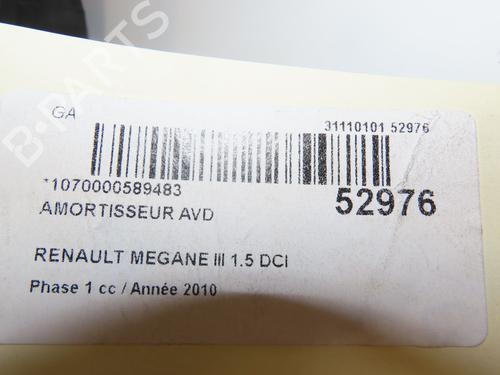 GA
31110101 52976
*1070000589483
52976
AMORTISSEUR AVD
RENAULT MEGANE III 1.5 DCI
Phase 1 cc / Année 2010
B-PARTS